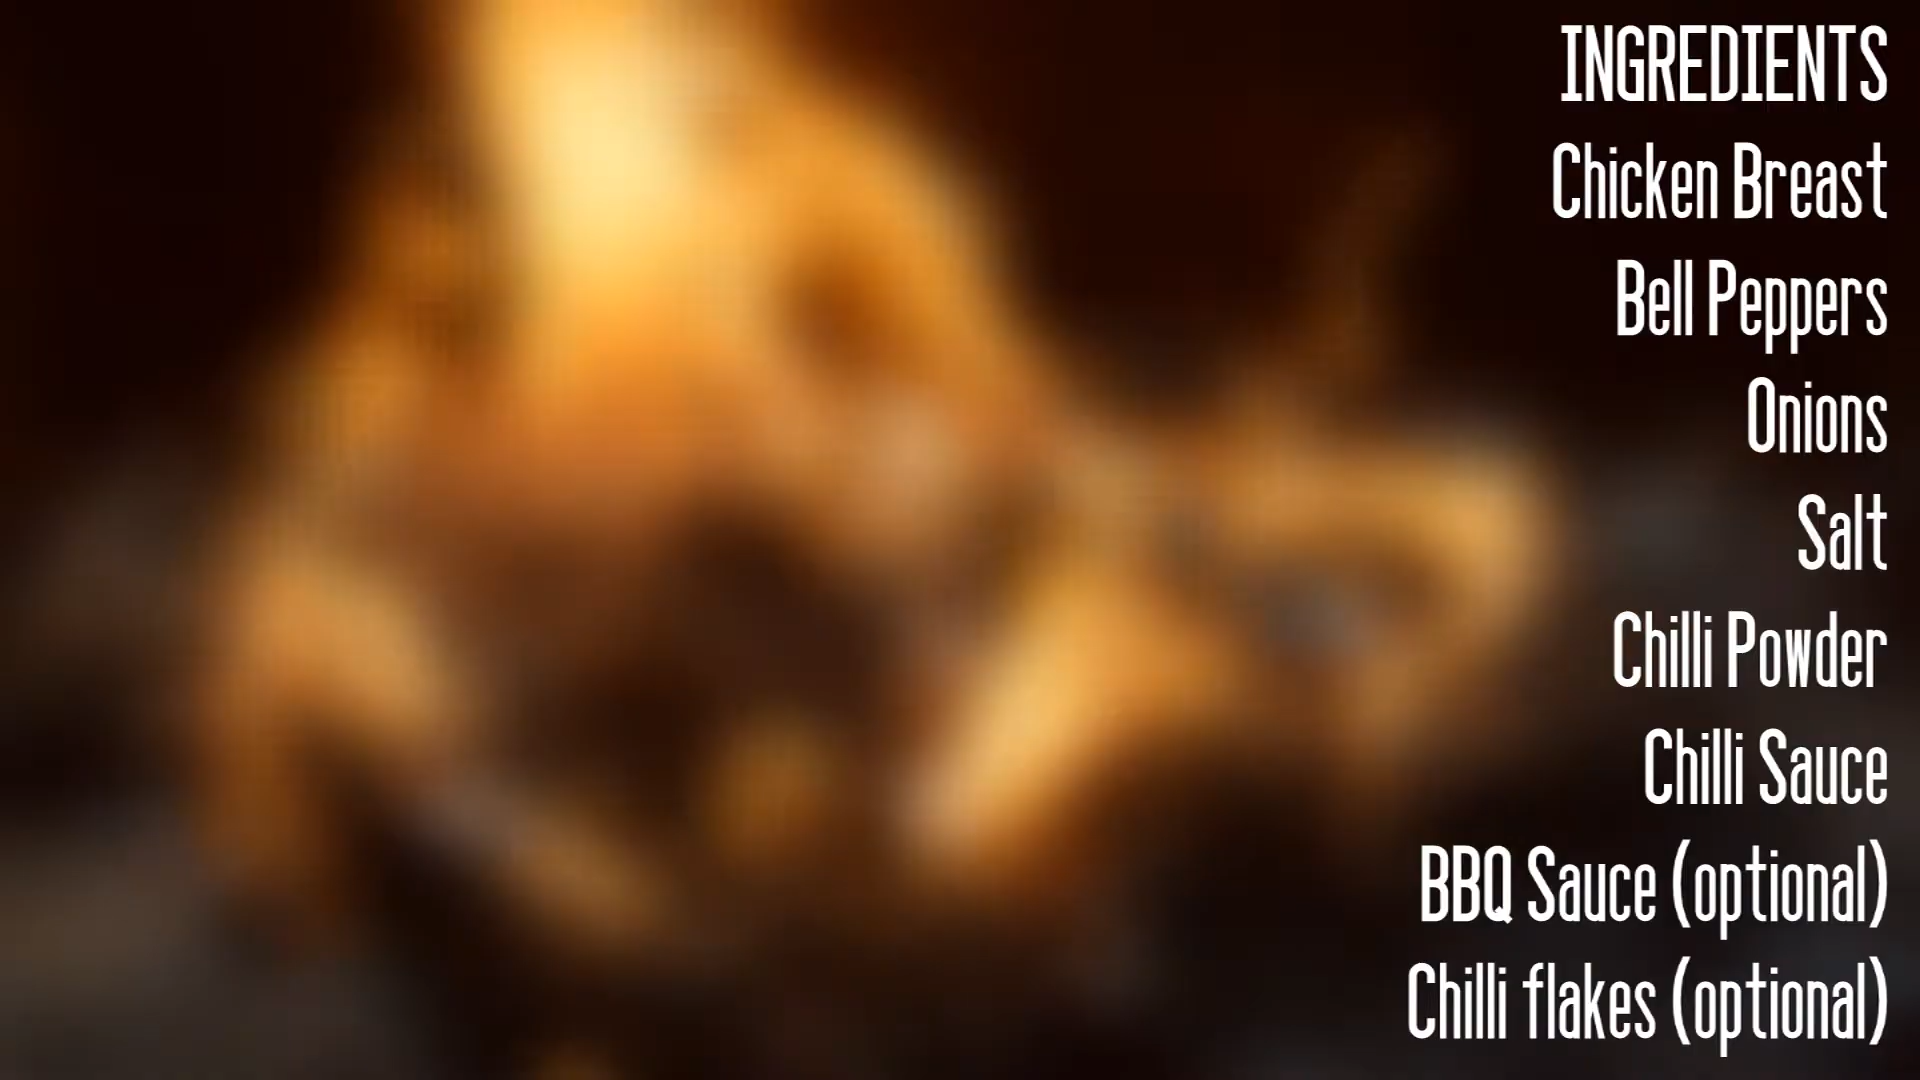 INGREDIENTS
Chicken Breast
Bell Peppers
Onions
Salt
Chilli Powder
Chilli Sauce
BBQ Sauce (optional)
Chilli flakes (optional)